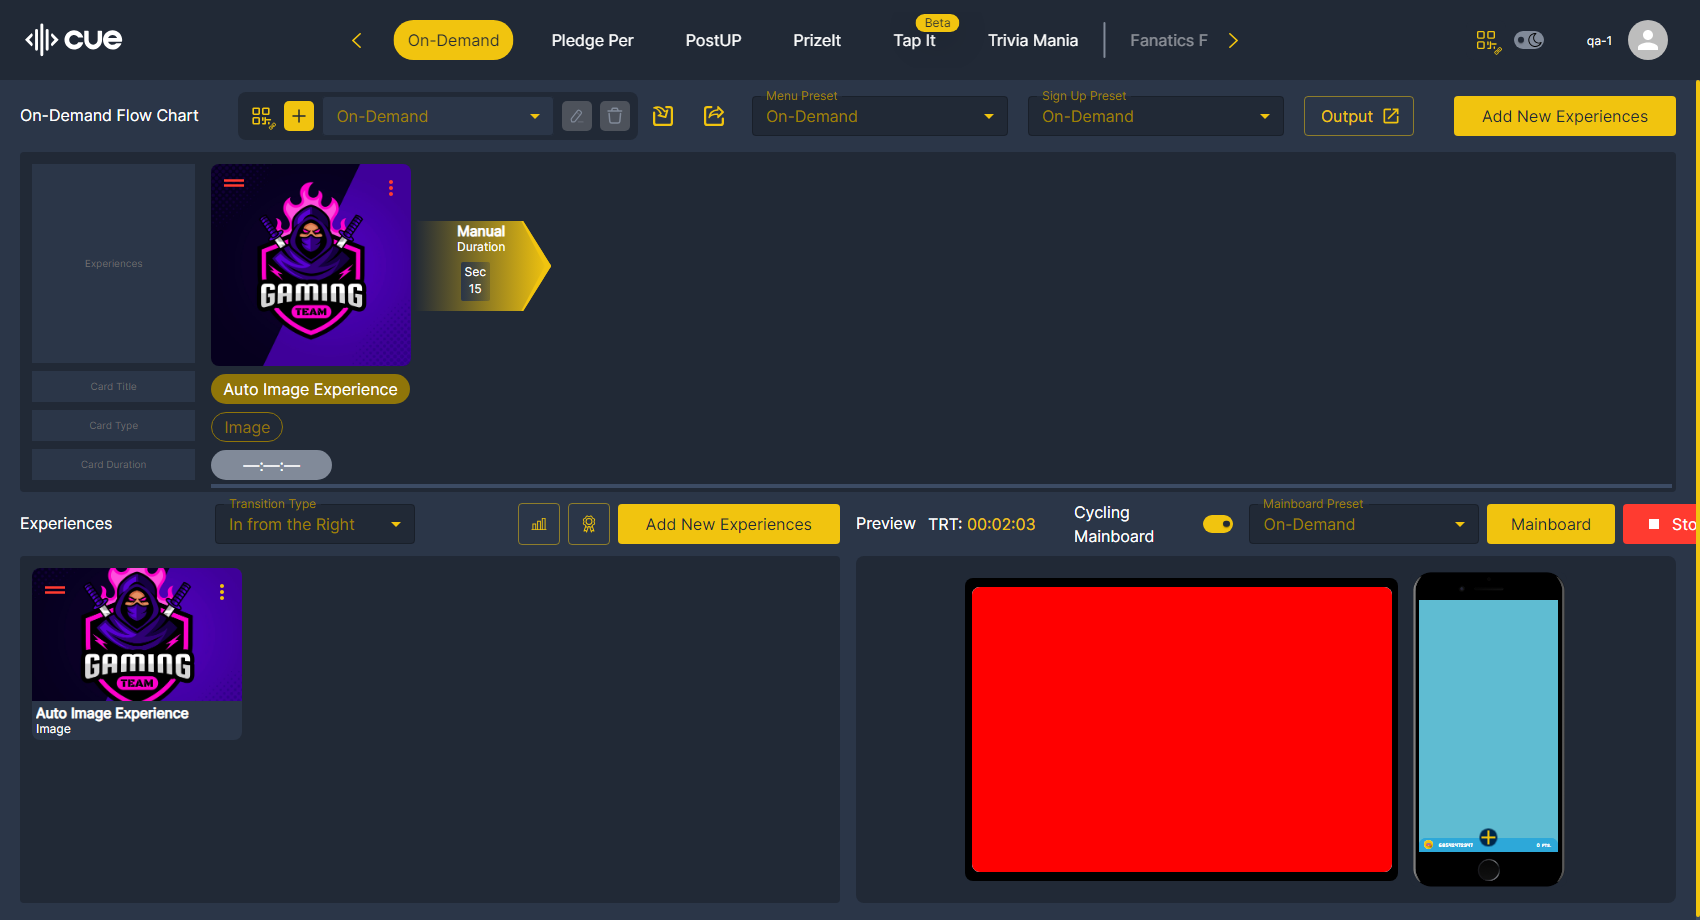 cue
On-Demand
Pledge Per
PostUP
PrizeIt
Beta
Tap It
Trivia Mania
Fanatics F
qa-1
On-Demand Flow Chart
On-Demand
Menu Preset
On-Demand
Sign Up Preset
On-Demand
Output
Add New Experiences
Experiences
GAMING
TEAM
Manual
Duration
Sec
15
Card Title
Auto Image Experience
Card Type
Image
Card Duration
—:—:—
Experiences
Transition Type
In from the Right
Add New Experiences
Preview
TRT: 00:02:03
Cycling
Mainboard
Mainboard Preset
On-Demand
Mainboard
Sto
GAMING
TEAM
Auto Image Experience
Image
0 PTS.